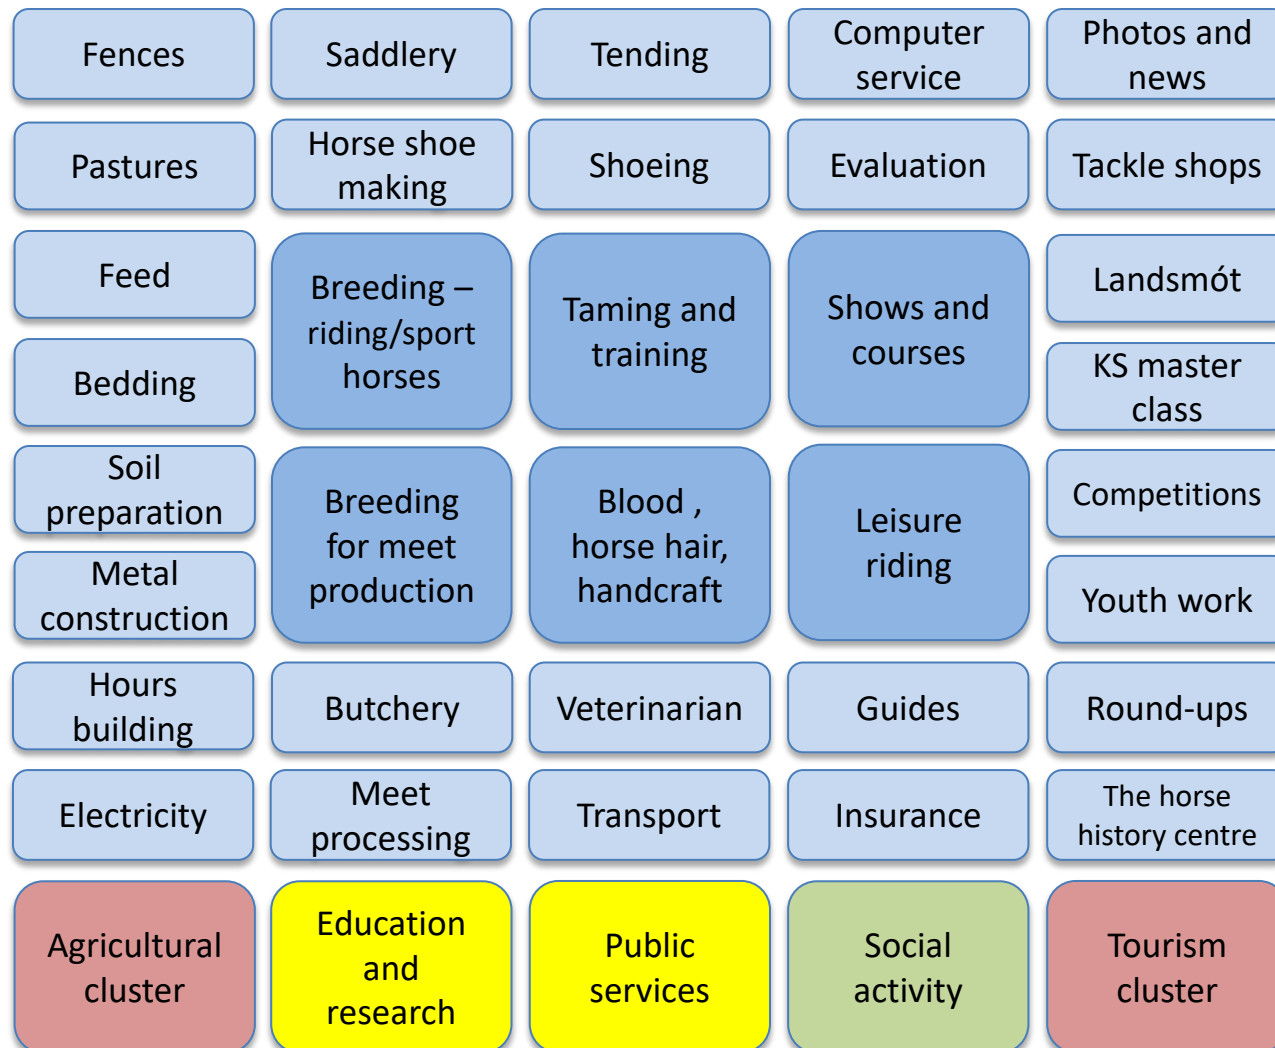 Fences
Saddlery
Tending
Computer
service
Photos and
news
Pastures
Horse shoe
making
Shoeing
Evaluation
Tackle shops
Feed
Breeding –
riding/sport
horses
Taming and
training
Shows and
courses
Landsmót
Bedding
KS master
class
Soil
preparation
Breeding
for meet
production
Blood ,
horse hair,
handcraft
Leisure
riding
Competitions
Metal
construction
Youth work
Hours
building
Butchery
Veterinarian
Guides
Round-ups
Electricity
Meet
processing
Transport
Insurance
The horse
history centre
Agricultural
cluster
Education
and
research
Public
services
Social
activity
Tourism
cluster